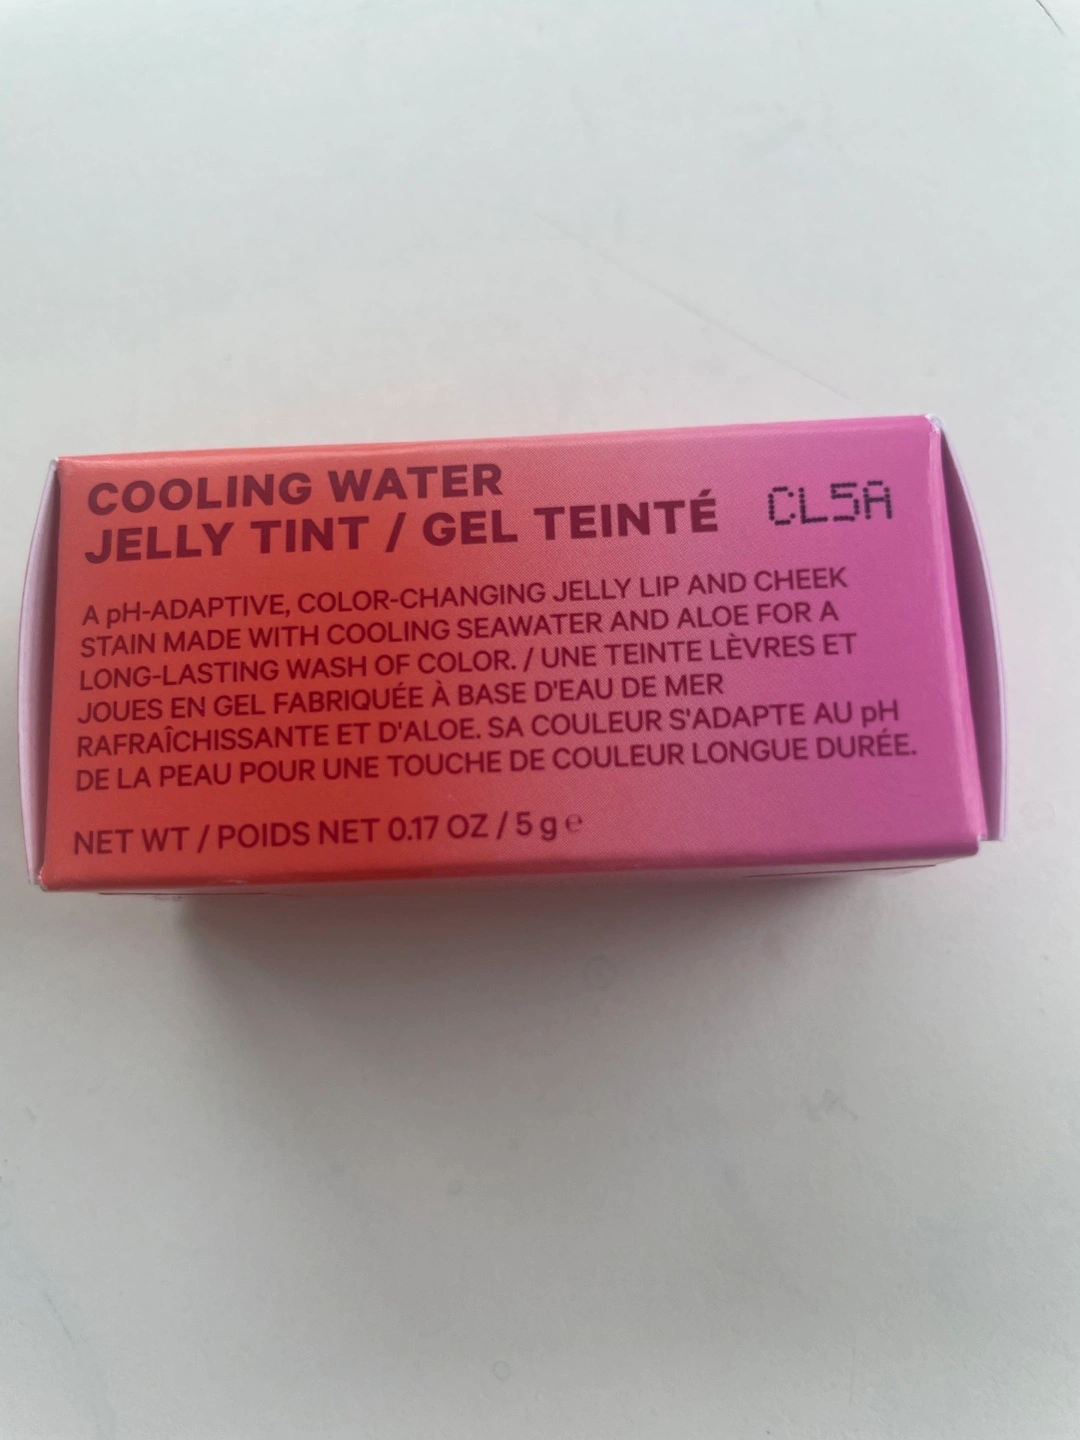 COOLING WATER
JELLY TINT / GEL TEINTÉ
CL5A
A pH-ADAPTIVE, COLOR-CHANGING JELLY LIP AND CHEEK
STAIN MADE WITH COOLING SEAWATER AND ALOE FOR A
LONG-LASTING WASH OF COLOR. / UNE TEINTE LÈVRES ET
JOUES EN GEL FABRIQUÉE À BASE D'EAU DE MER
RAFRAÎCHISSANTE ET D'ALOE. SA COULEUR S'ADAPTE AU pH
DE LA PEAU POUR UNE TOUCHE DE COULEUR LONGUE DURÉE.
NET WT / POIDS NET 0.17 OZ / 5 g ℮